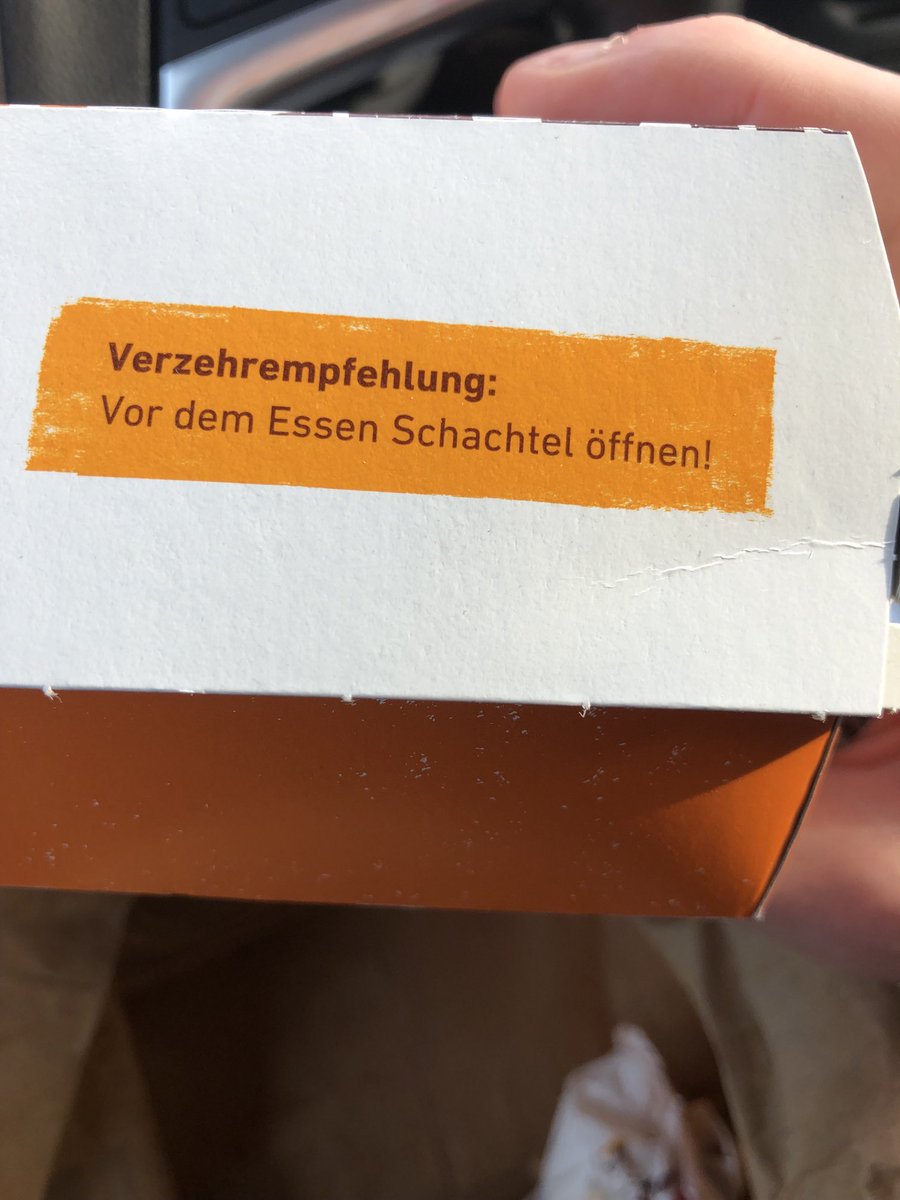 Verzehrempfehlung:
Vor dem Essen Schachtel öffnen!